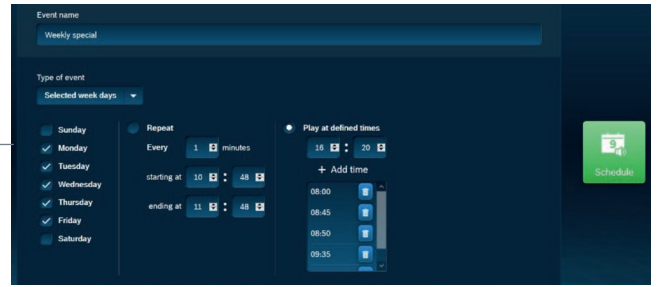 Event name
Weekly special
Type of event
Selected week days
Sunday
Monday
Tuesday
Wednesday
Thursday
Friday
Saturday
Repeat
Every 1 minutes
starting at 10 : 48
ending at 11 : 48
Play at defined times
16 : 20
+ Add time
08:00
08:45
08:50
09:35
9
Schedule